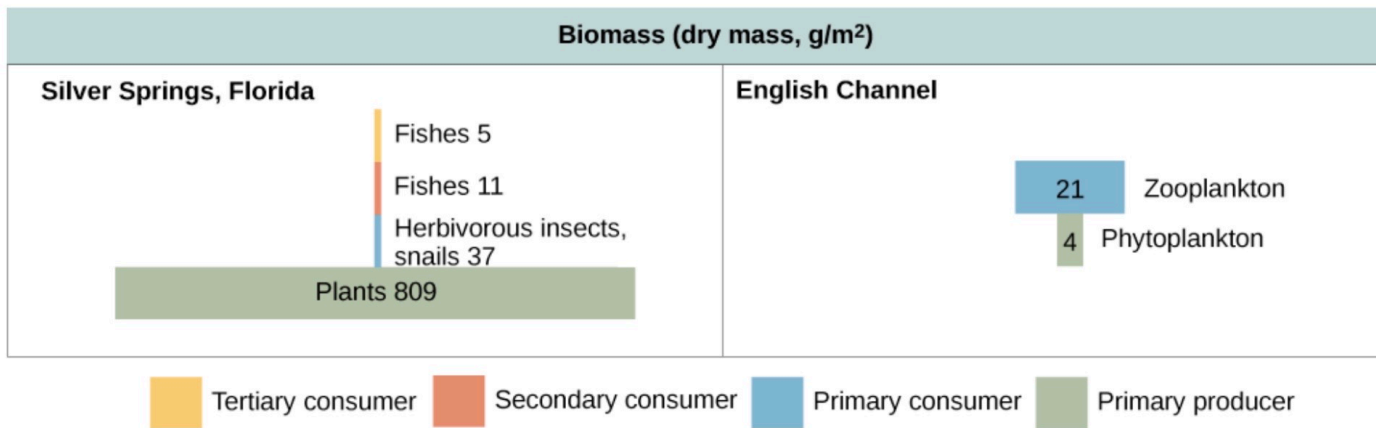 Biomass (dry mass, g/m²)
Silver Springs, Florida
Fishes 5
Fishes 11
Herbivorous insects,
snails 37
Plants 809
English Channel
21 Zooplankton
4 Phytoplankton
Tertiary consumer Secondary consumer Primary consumer Primary producer